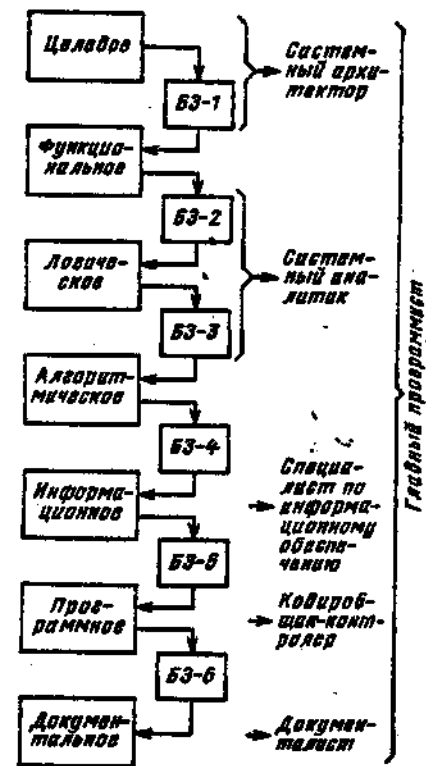 Целевое
Систем-
ный архи-
тектор
БЗ-1
Функцио-
нальное
БЗ-2
Логиче-
ское
Систем-
ный ана-
литик
БЗ-3
Алгорит-
мическое
БЗ-4
Информа-
ционное
Специа-
лист по
информа-
ционному
обеспе-
чению
БЗ-5
Прог-
раммное
Кодиров-
щик-конт-
ролер
БЗ-6
Докумен-
тальное
Докумен-
талист
Главный программист